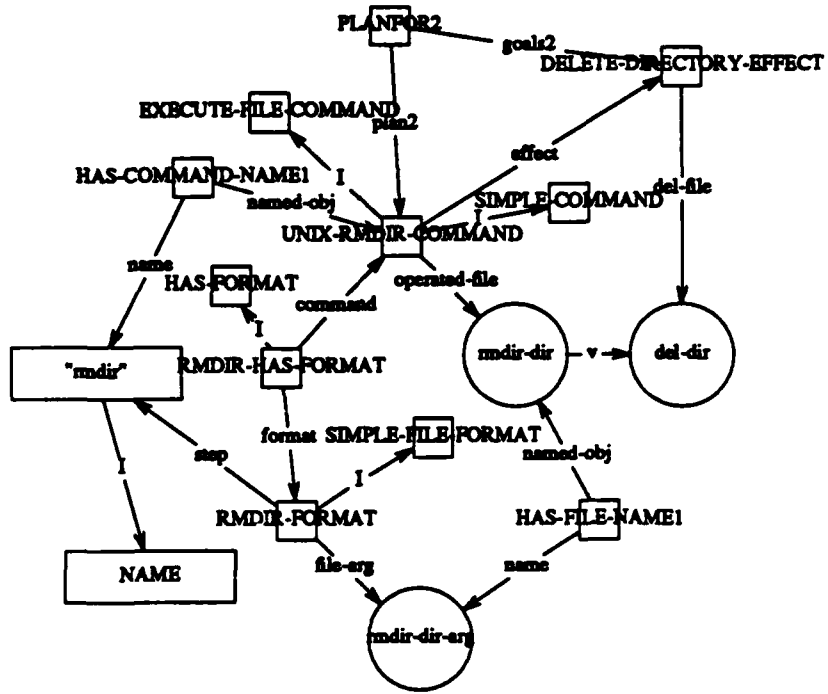 PLANFOR2
goals2
DELETE-DIRECTORY-EFFECT
EXECUTE-FILE-COMMAND
plan2
effect
HAS-COMMAND-NAME1
I
del-file
named-obj
SIMPLE-COMMAND
I
UNIX-RMDIR-COMMAND
name
HAS-FORMAT
operated-file
command
I
"rmdir"
RMDIR-HAS-FORMAT
rmdir-dir
v
del-dir
format
SIMPLE-FILE-FORMAT
step
named-obj
I
I
RMDIR-FORMAT
HAS-FILE-NAME1
NAME
file-arg
name
rmdir-dir-arg